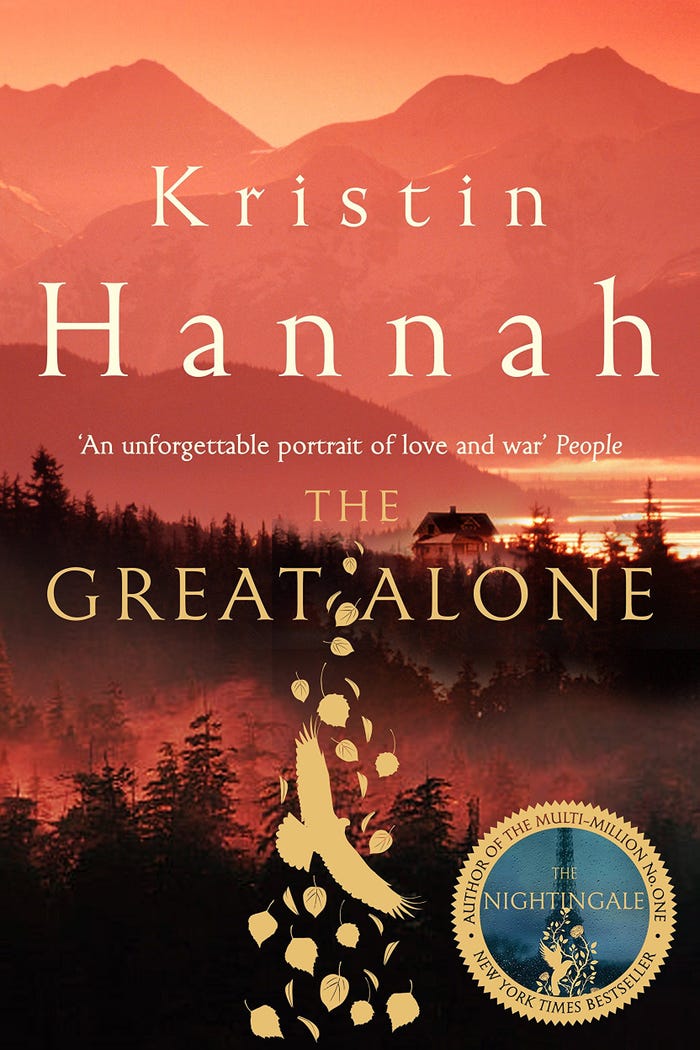 Kristin
Hannah
‘An unforgettable portrait of love and war’ People
THE
GREAT ALONE
AUTHOR OF THE MULTI-MILLION No. ONE
THE
NIGHTINGALE
NEW YORK TIMES BESTSELLER